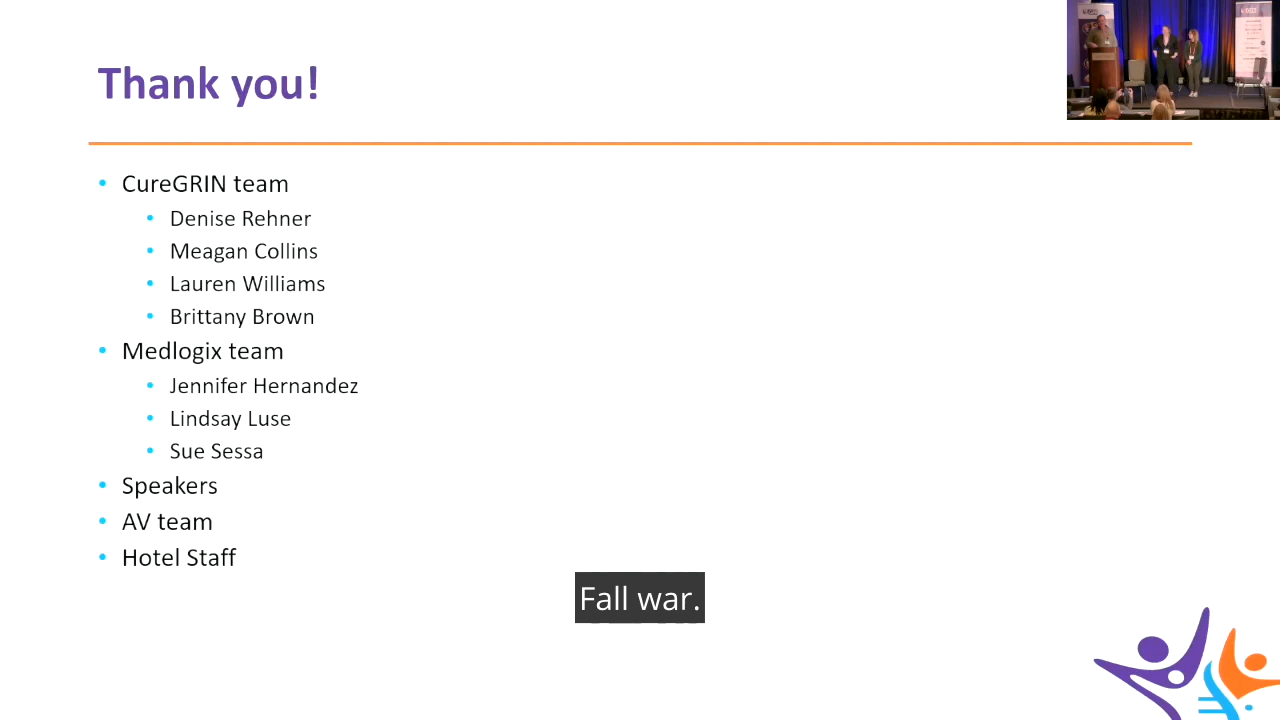 Thank you!
• CureGRIN team
• Denise Rehner
• Meagan Collins
• Lauren Williams
• Brittany Brown
• Medlogix team
• Jennifer Hernandez
• Lindsay Luse
• Sue Sessa
• Speakers
• AV team
• Hotel Staff
Fall war.